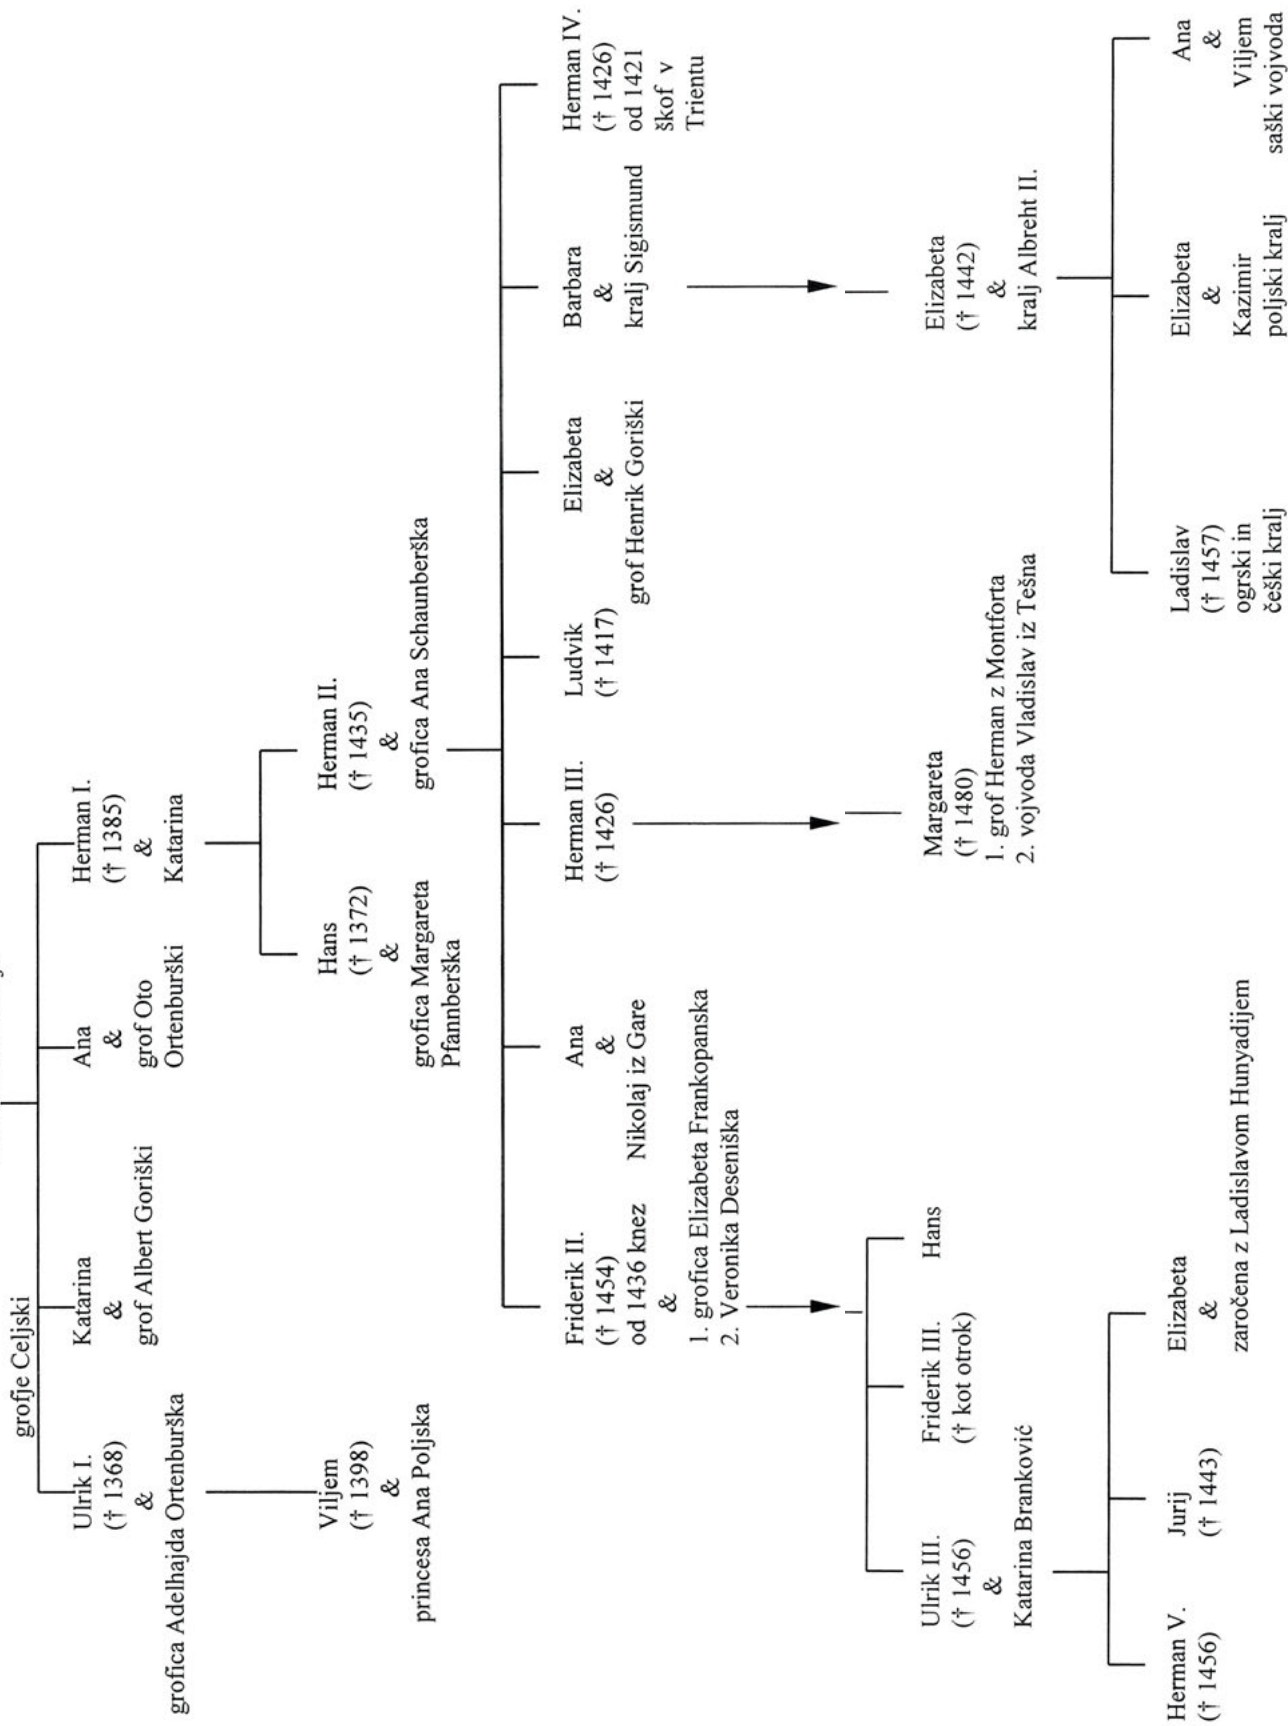 grofje Celjski
Ulrik I.
(† 1368)
&
grofica Adelhajda Ortenburška
Katarina
&
grof Albert Goriški
Ana
&
grof Oto
Ortenburški
Herman I.
(† 1385)
&
Katarina
Viljem
(† 1398)
&
princesa Ana Poljska
Hans
(† 1372)
&
grofica Margareta
Pfannberška
Herman II.
(† 1435)
&
grofica Ana Schaunberška
Friderik II.
(† 1454)
od 1436 knez
&
1. grofica Elizabeta Frankopanska
2. Veronika Deseniška
Ana
&
Nikolaj iz Gare
Herman III.
(† 1426)
Ludvik
(† 1417)
Elizabeta
&
grof Henrik Goriški
Barbara
&
kralj Sigismund
Herman IV.
(† 1426)
od 1421
škof v
Trientu
Ulrik III.
(† 1456)
&
Katarina Branković
Friderik III.
(† kot otrok)
Hans
Margareta
(† 1480)
1. grof Herman z Montforta
2. vojvoda Vladislav iz Tešna
Elizabeta
(† 1442)
&
kralj Albreht II.
Herman V.
(† 1456)
Jurij
(† 1443)
Elizabeta
&
zaročena z Ladislavom Hunyadijem
Ladislav
(† 1457)
ogrski in
češki kralj
Elizabeta
&
Kazimir
poljski kralj
Ana
&
Viljem
saški vojvoda